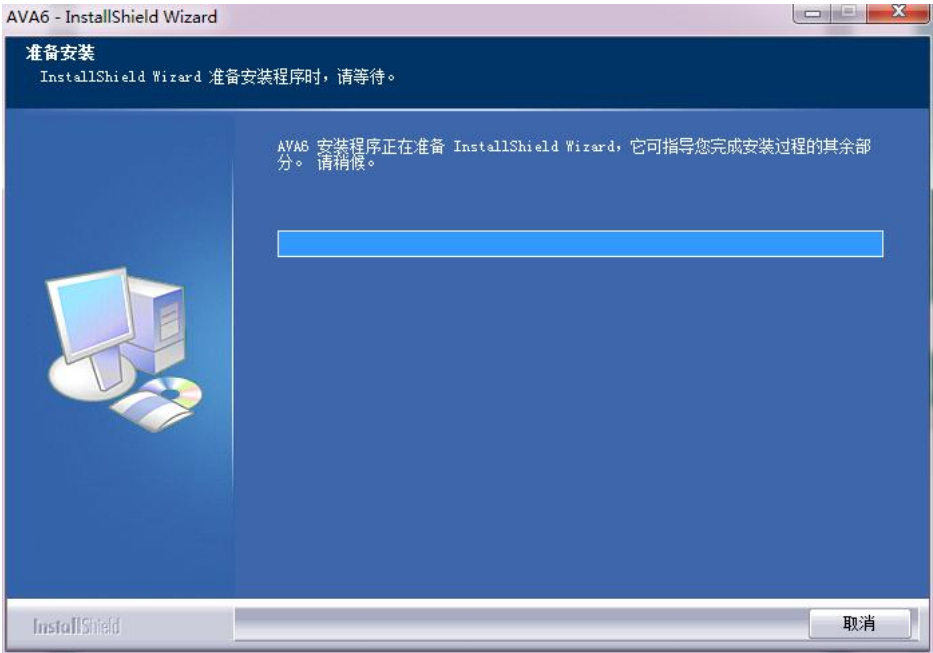 AVA6 - InstallShield Wizard
准备安装
InstallShield Wizard 准备安装程序时，请等待。
AVA6 安装程序正在准备 InstallShield Wizard，它可指导您完成安装过程的其余部
分。 请稍候。
InstallShield
取消